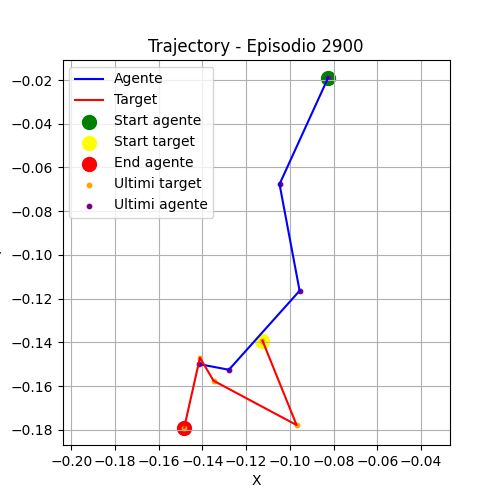 Trajectory - Episodio 2900
Agente
Target
Start agente
Start target
End agente
Ultimi target
Ultimi agente
−0.02
−0.04
−0.06
−0.08
−0.10
−0.12
−0.14
−0.16
−0.18
−0.20 −0.18 −0.16 −0.14 −0.12 −0.10 −0.08 −0.06 −0.04
X